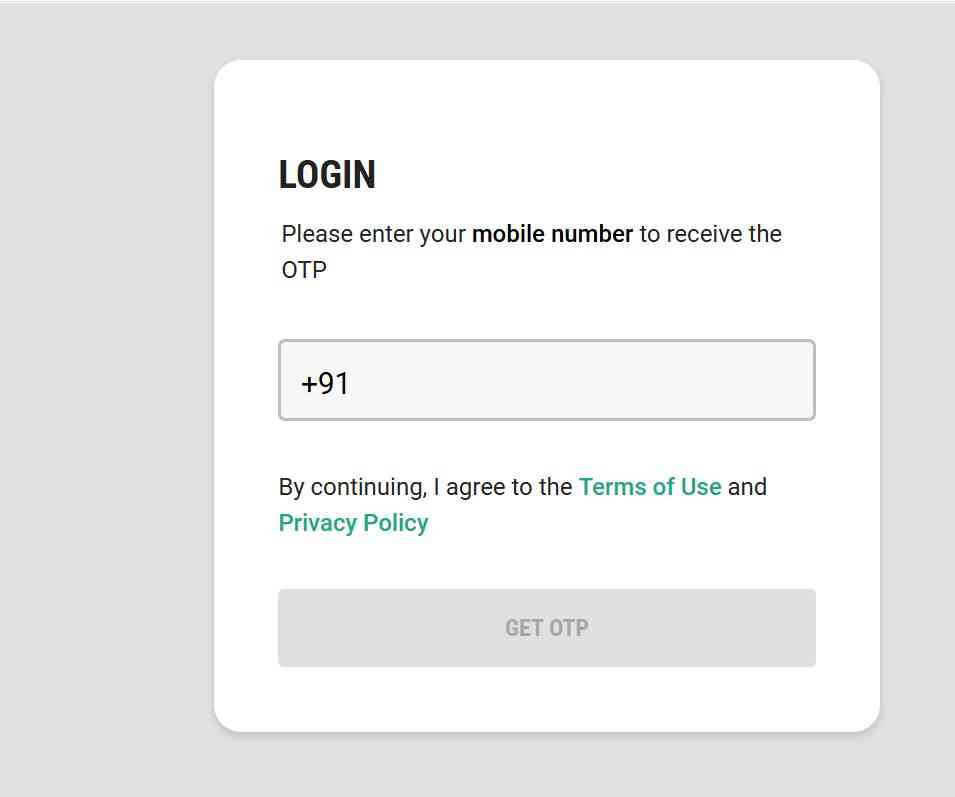 LOGIN
Please enter your mobile number to receive the
OTP
+91
By continuing, I agree to the Terms of Use and
Privacy Policy
GET OTP